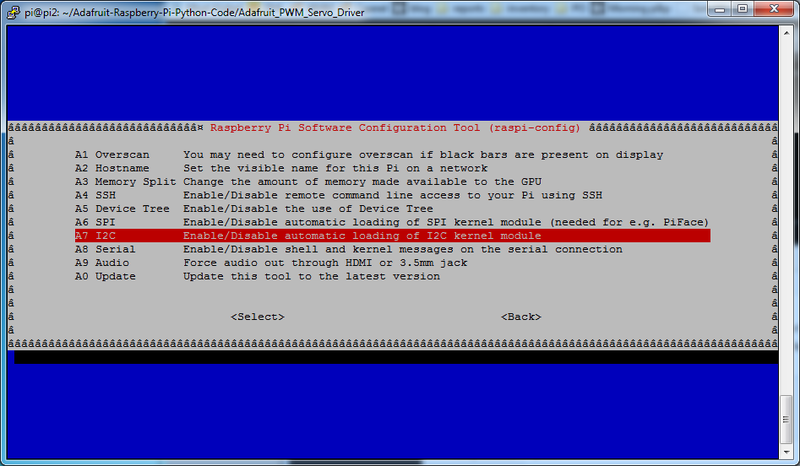 pi@pi2: ~/Adafruit-Raspberry-Pi-Python-Code/Adafruit_PWM_Servo_Driver
Raspberry Pi Software Configuration Tool (raspi-config)
A1 Overscan You may need to configure overscan if black bars are present on display
A2 Hostname Set the visible name for this Pi on a network
A3 Memory Split Change the amount of memory made available to the GPU
A4 SSH Enable/Disable remote command line access to your Pi using SSH
A5 Device Tree Enable/Disable the use of Device Tree
A6 SPI Enable/Disable automatic loading of SPI kernel module (needed for e.g. PiFace)
A7 I2C Enable/Disable automatic loading of I2C kernel module
A8 Serial Enable/Disable shell and kernel messages on the serial connection
A9 Audio Force audio out through HDMI or 3.5mm jack
A0 Update Update this tool to the latest version
<Select> <Back>